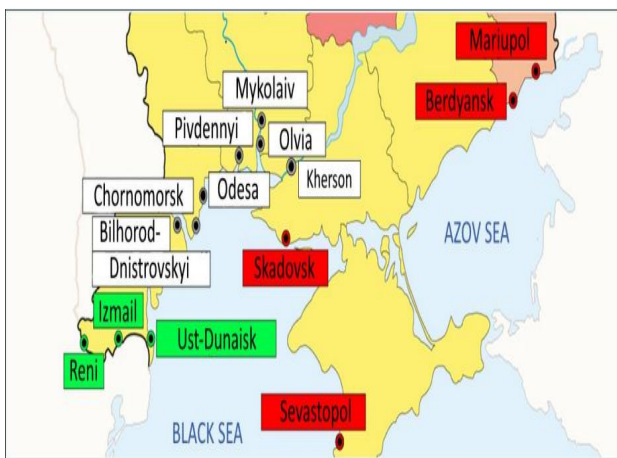 Mariupol
Mykolaiv
Berdyansk
Pivdennyi
Olvia
Kherson
Chornomorsk
Odesa
Bilhorod-
Dnistrovskyi
AZOV SEA
Skadovsk
Izmail
Ust-Dunaisk
Reni
Sevastopol
BLACK SEA